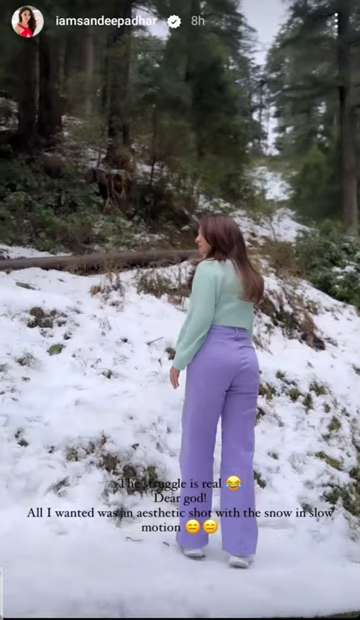 iamsandeepadhar 8h
The struggle is real 😂
Dear god!
All I wanted was an aesthetic shot with the snow in slow
motion 😑😑